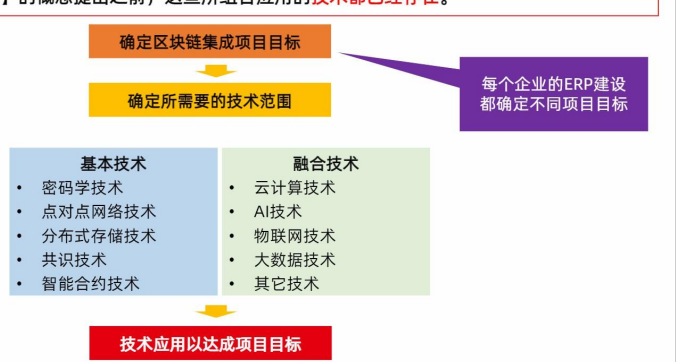 】的概念提出之前，这些所组合应用的技术都已经存在。
确定区块链集成项目目标
每个企业的ERP建设
都确定不同项目目标
确定所需要的技术范围
基本技术
• 密码学技术
• 点对点网络技术
• 分布式存储技术
• 共识技术
• 智能合约技术
融合技术
• 云计算技术
• AI技术
• 物联网技术
• 大数据技术
• 其它技术
技术应用以达成项目目标